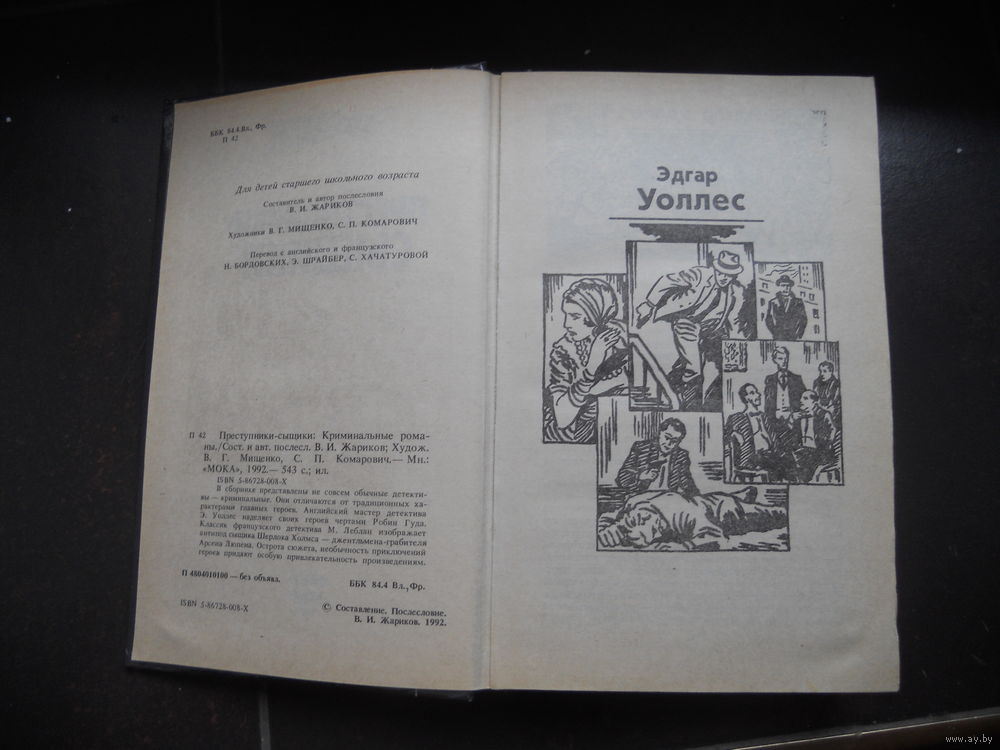 ББК 84.4.Вл., Фр.
П 42
Для детей старшего школьного возраста
Составитель и автор послесловия
В. И. ЖАРИКОВ
Художники В. Г. МИЩЕНКО, С. П. КОМАРОВИЧ
Перевод с английского и французского
Н. БОРДОВСКИХ, Э. ШРАЙБЕР, С. ХАЧАТУРОВОЙ
П 42 Преступники-сыщики: Криминальные рома-
ны./Сост. и авт. послесл. В. И. Жариков; Худож.
В. Г. Мищенко, С. П. Комарович.— Мн.:
«МОКА», 1992.— 543 с.; ил.
ISBN 5-86728-008-X
В сборнике представлены не совсем обычные детекти-
вы — криминальные. Они отличаются от традиционных ха-
рактерами главных героев. Английский мастер детектива
Э. Уоллес наделяет своих героев чертами Робин Гуда.
Классик французского детектива М. Леблан изображает
антипод сыщика Шерлока Холмса — джентльмена-грабителя
Арсена Люпена. Острота сюжета, необычность приключений
героев придают особую привлекательность произведениям.
П 4804010100 — без объявл.
ББК 84.4 Вл., Фр.
ISBN 5-86728-008-X
© Составление. Послесловие.
В. И. Жариков. 1992.
Эдгар
Уоллес
www.ay.by